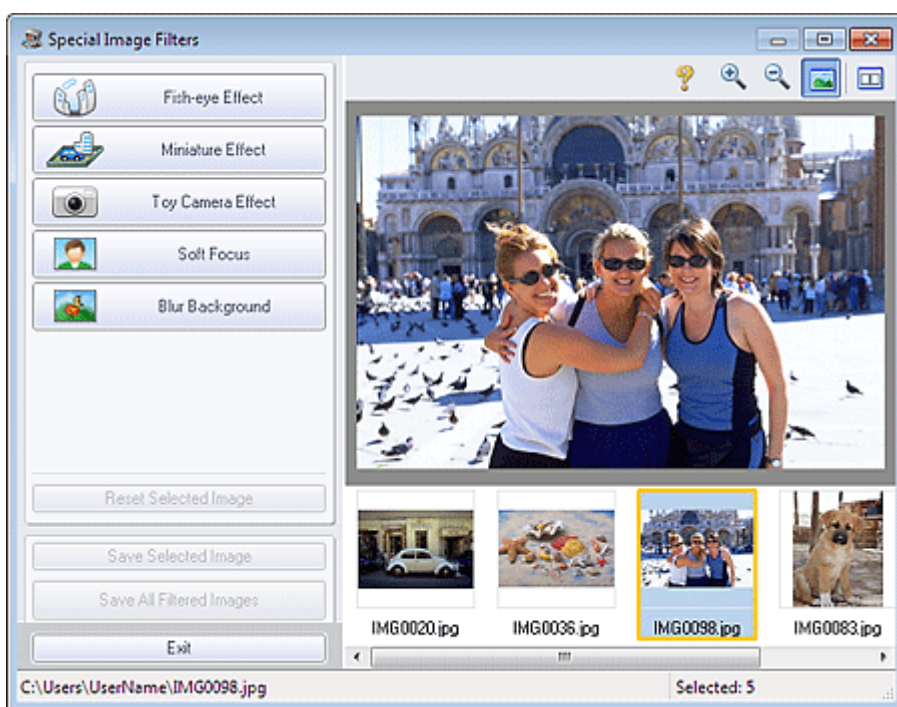 Special Image Filters
Fish-eye Effect
Miniature Effect
Toy Camera Effect
Soft Focus
Blur Background
Reset Selected Image
Save Selected Image
Save All Filtered Images
Exit
IMG0020.jpg
IMG0036.jpg
IMG0098.jpg
IMG0083.jpg
C:\Users\UserName\IMG0098.jpg
Selected: 5